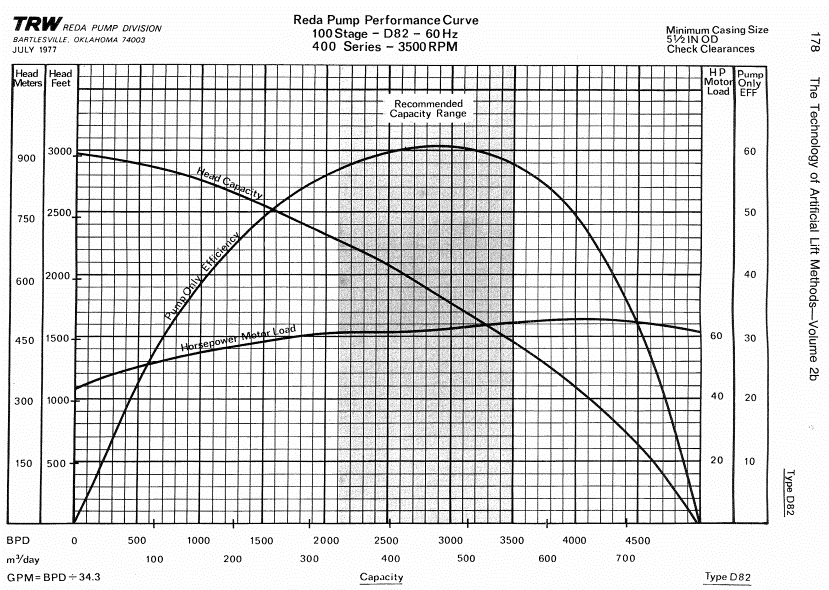 TRW REDA PUMP DIVISION
BARTLESVILLE, OKLAHOMA 74003
JULY 1977
Reda Pump Performance Curve
100 Stage – D82 – 60 Hz
400 Series – 3500 RPM
Minimum Casing Size
5½ IN OD
Check Clearances
178 The Technology of Artificial Lift Methods—Volume 2b
Head Meters
Head Feet
HP Motor Load
Pump Only EFF
Recommended
Capacity Range
900 3000 60
750 2500 50
600 2000 40
450 1500 60 30
300 1000 40 20
150 500 20 10
Head Capacity
Pump Only Efficiency
Horsepower Motor Load
Type D82
BPD 0 500 1000 1500 2000 2500 3000 3500 4000 4500
m³/day 100 200 300 400 500 600 700
GPM = BPD ÷ 34.3
Capacity
Type D82